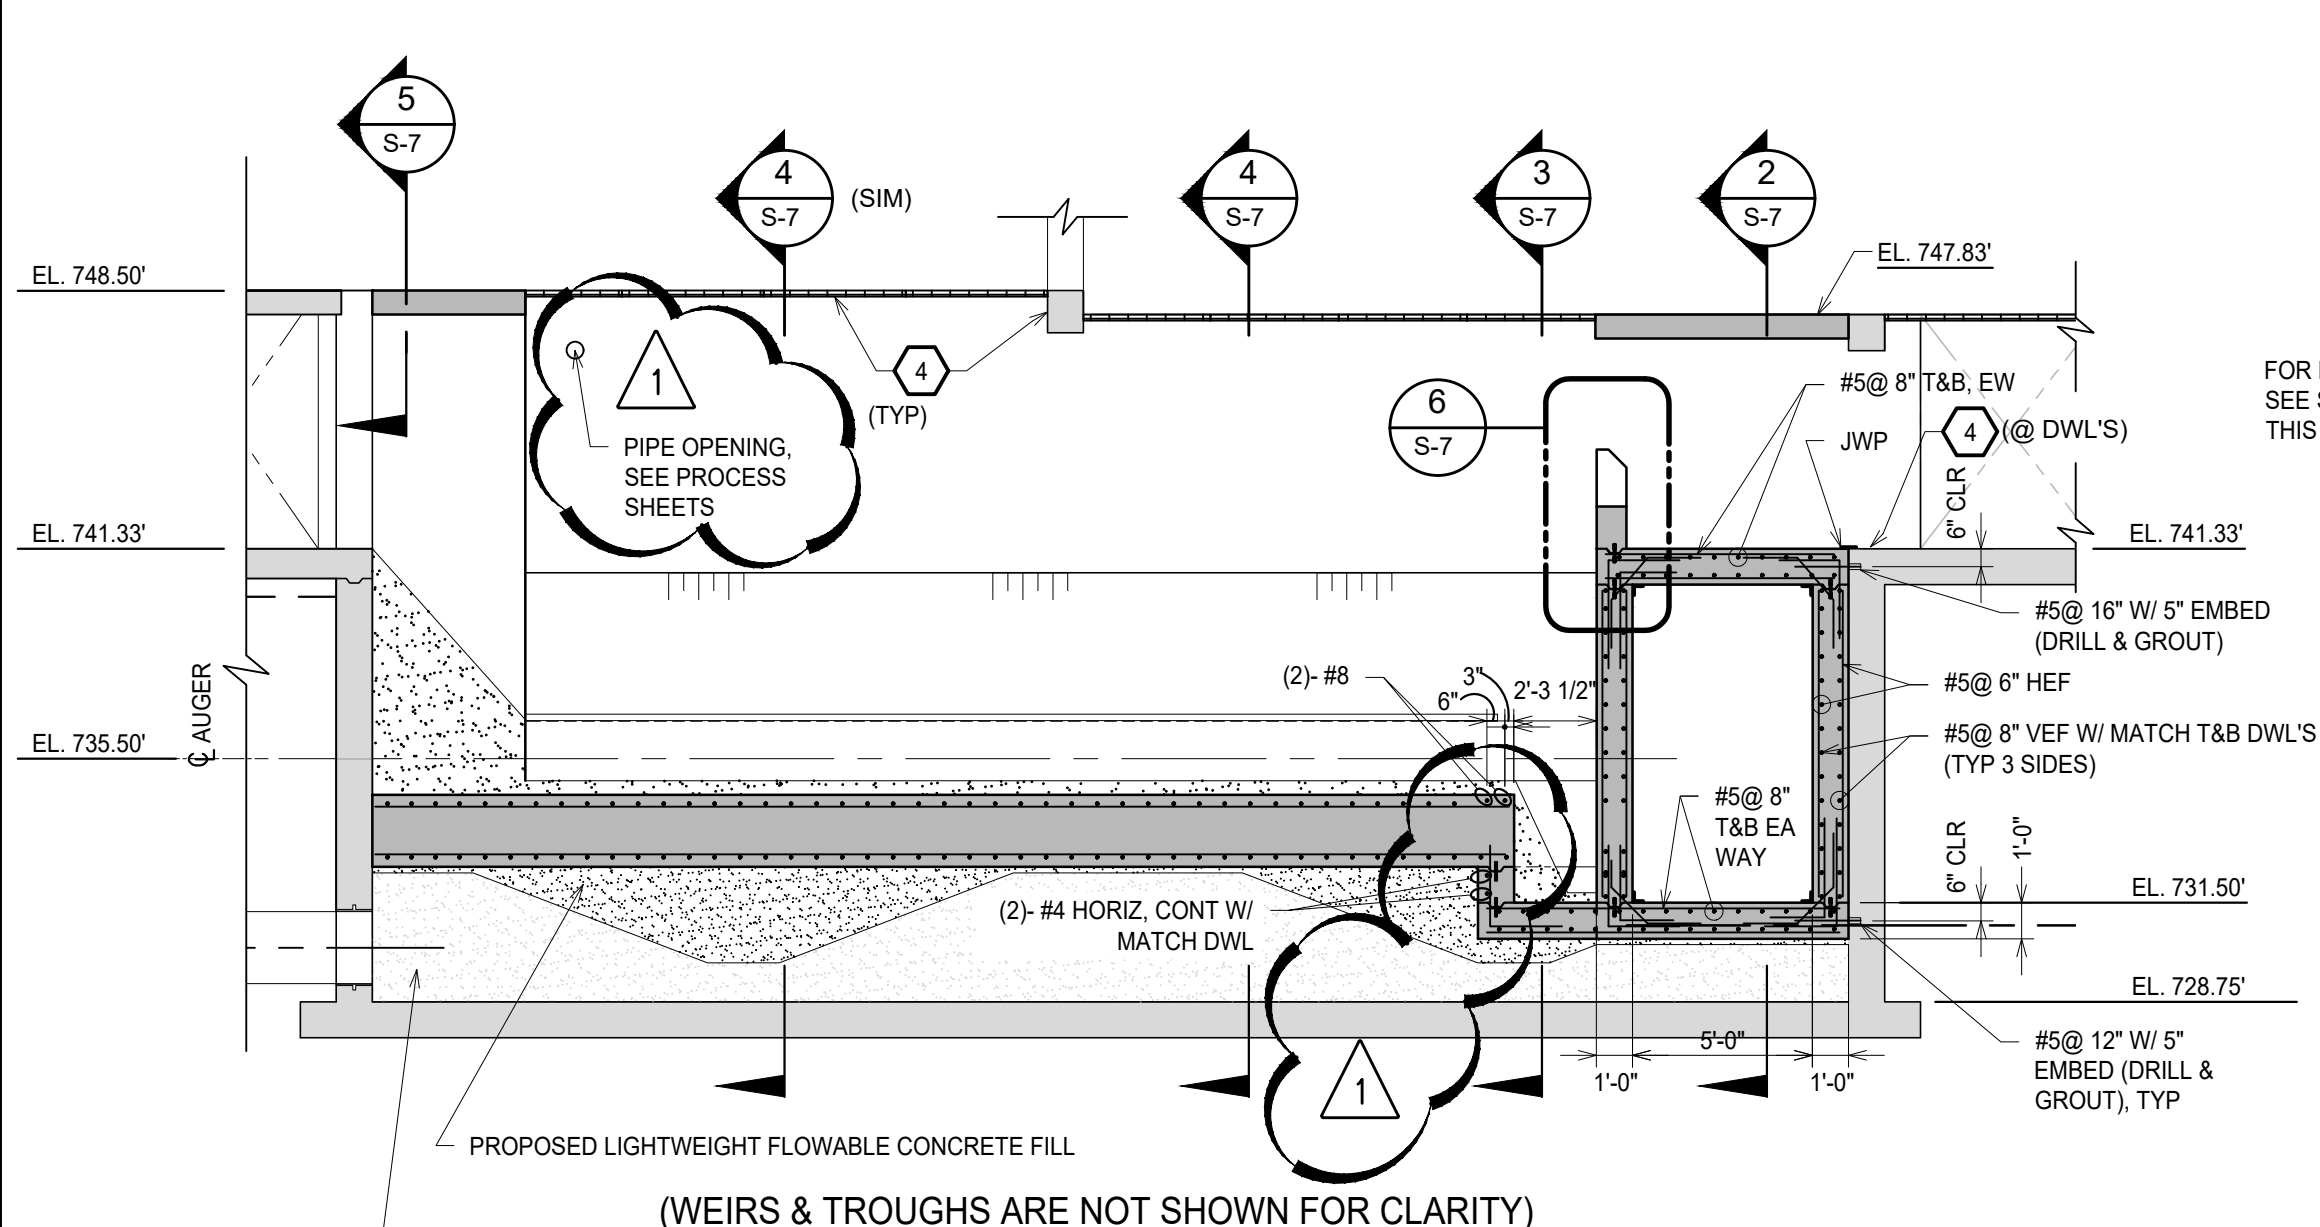 5
S-7
4
S-7
(SIM)
4
S-7
3
S-7
2
S-7
EL. 748.50'
EL. 747.83'
1
4
(TYP)
PIPE OPENING,
SEE PROCESS
SHEETS
6
S-7
#5@ 8" T&B, EW
JWP
4
(@ DWL'S)
6" CLR
FOR
SEE
THIS
EL. 741.33'
EL. 741.33'
#5@ 16" W/ 5" EMBED
(DRILL & GROUT)
(2)- #8
3"
6"
2'-3 1/2"
#5@ 6" HEF
#5@ 8" VEF W/ MATCH T&B DWL'S
(TYP 3 SIDES)
EL. 735.50'
℄ AUGER
#5@ 8"
T&B EA
WAY
6" CLR
1'-0"
EL. 731.50'
(2)- #4 HORIZ, CONT W/
MATCH DWL
EL. 728.75'
5'-0"
1'-0"
1'-0"
#5@ 12" W/ 5"
EMBED (DRILL &
GROUT), TYP
1
PROPOSED LIGHTWEIGHT FLOWABLE CONCRETE FILL
(WEIRS & TROUGHS ARE NOT SHOWN FOR CLARITY)